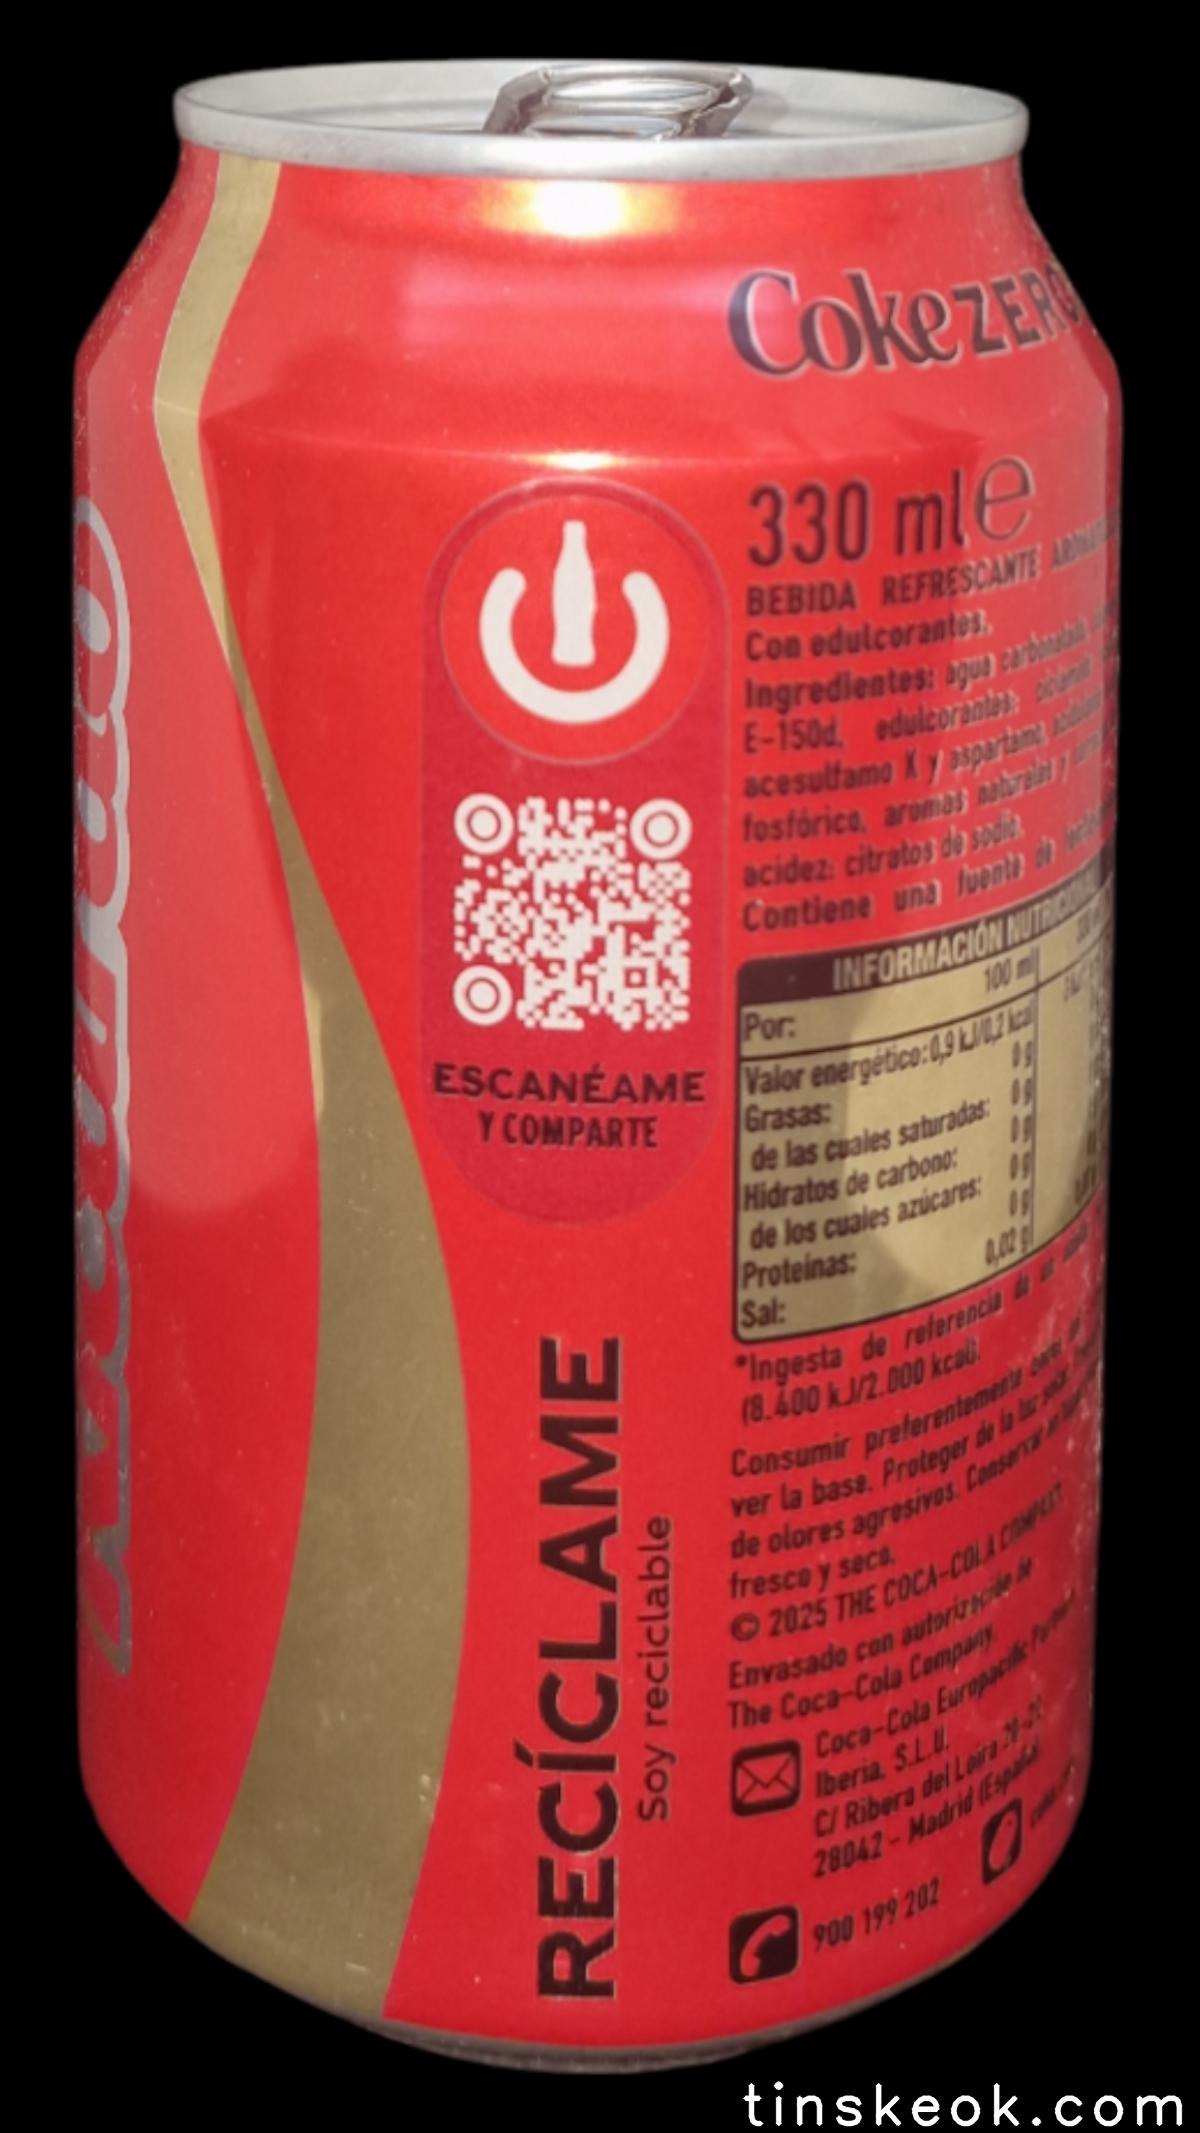 Coke ZERO
330 ml e
BEBIDA REFRESCANTE
Con edulcorantes.
Ingredientes: agua carbonatada,
E-150d, edulcorantes: ciclamato
acesulfamo K y aspartamo,
fosfórico, aromas naturales y
acidez: citratos de sodio.
Contiene una fuente de
INFORMACIÓN NUTRICIONAL
Por: 100 ml
Valor energético: 0,9 kJ/0,2 kcal
Grasas: 0 g
de las cuales saturadas: 0 g
Hidratos de carbono: 0 g
de los cuales azúcares: 0 g
Proteínas: 0 g
Sal: 0,02 g
*Ingesta de referencia de un
(8.400 kJ/2.000 kcal).
Consumir preferentemente antes del
ver la base. Proteger de la luz solar
de olores agresivos. Conservar en
fresco y seco.
© 2025 THE COCA-COLA COMPANY.
Envasado con autorización de
The Coca-Cola Company.
Coca-Cola Europacific Partners
Iberia, S.L.U.
C/ Ribera del Loira 20-22
28042 - Madrid (España)
900 199 202
ESCANÉAME
Y COMPARTE
RECÍCLAME
Soy reciclable
tinskeok.com